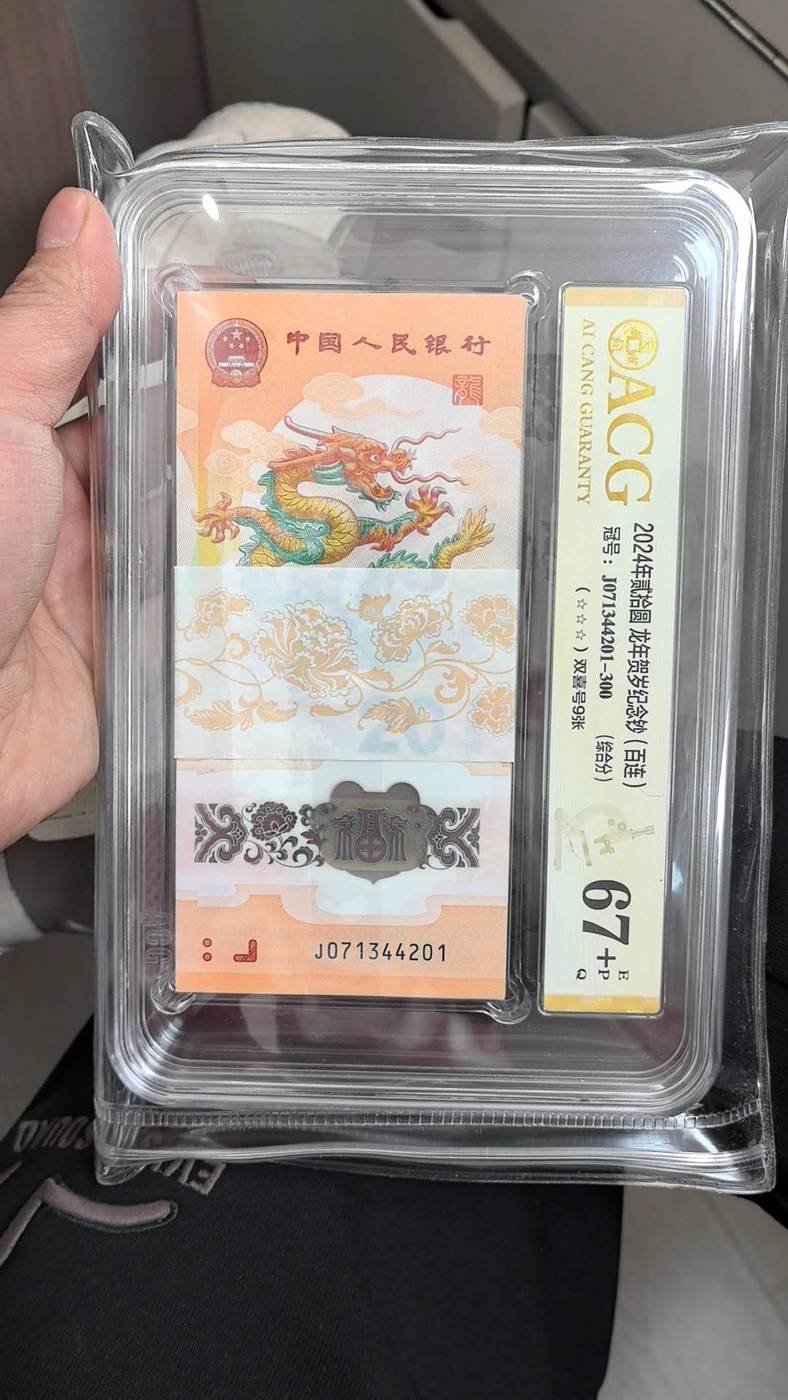 中国人民银行
龍
20
J071344201
ACG
AI CANG GUARANTY
2024年贰拾圆 龙年贺岁纪念钞（百连）
冠号：J071344201-300 （综合分）
（☆☆☆）双喜号9张
67+
E
P
Q